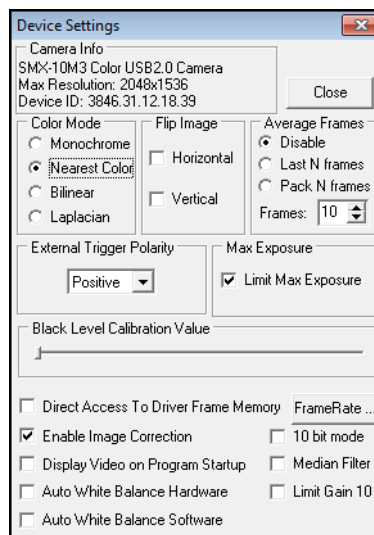 Device Settings
Camera Info
SMX-10M3 Color USB2.0 Camera
Max Resolution: 2048x1536
Device ID: 3846.31.12.18.39
Close
Color Mode
Monochrome
Nearest Color
Bilinear
Laplacian
Flip Image
Horizontal
Vertical
Average Frames
Disable
Last N frames
Pack N frames
Frames: 10
External Trigger Polarity
Positive
Max Exposure
Limit Max Exposure
Black Level Calibration Value
Direct Access To Driver Frame Memory
FrameRate ...
Enable Image Correction
10 bit mode
Display Video on Program Startup
Median Filter
Auto White Balance Hardware
Limit Gain 10
Auto White Balance Software